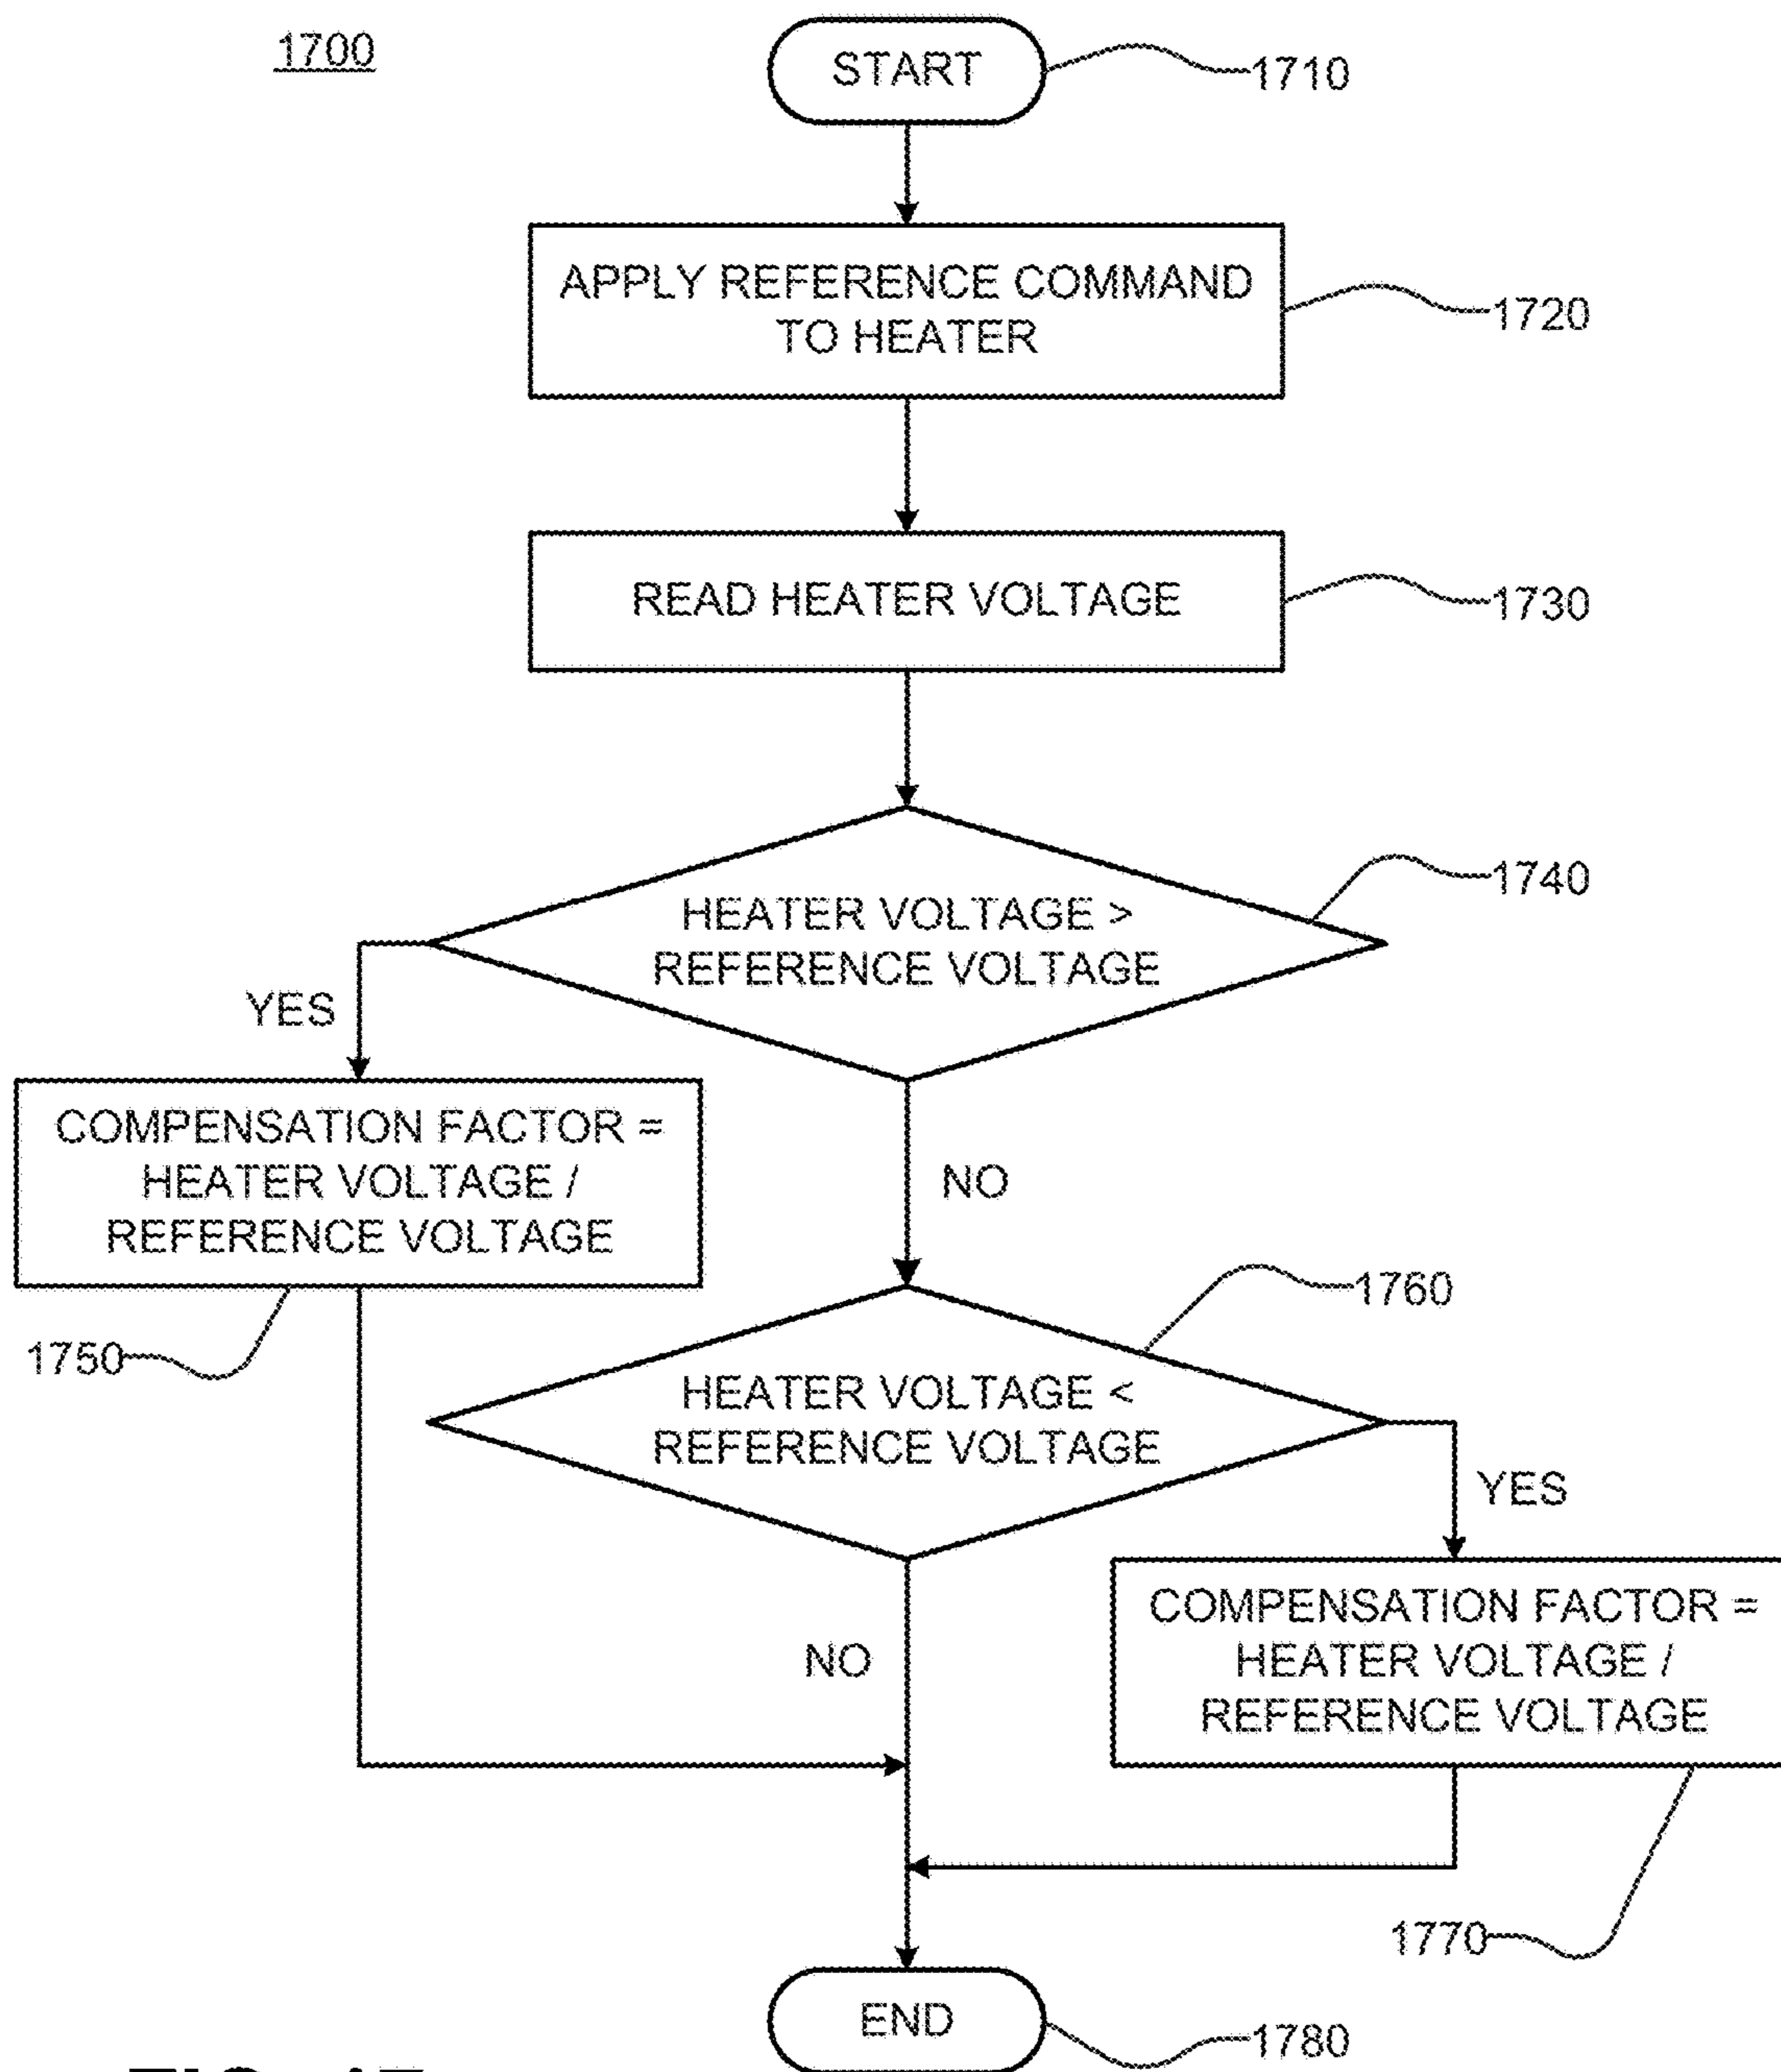 1700
START
1710
APPLY REFERENCE COMMAND
TO HEATER
1720
READ HEATER VOLTAGE
1730
HEATER VOLTAGE >
REFERENCE VOLTAGE
1740
YES
COMPENSATION FACTOR =
HEATER VOLTAGE /
REFERENCE VOLTAGE
1750
NO
HEATER VOLTAGE <
REFERENCE VOLTAGE
1760
YES
COMPENSATION FACTOR =
HEATER VOLTAGE /
REFERENCE VOLTAGE
1770
NO
END
1780